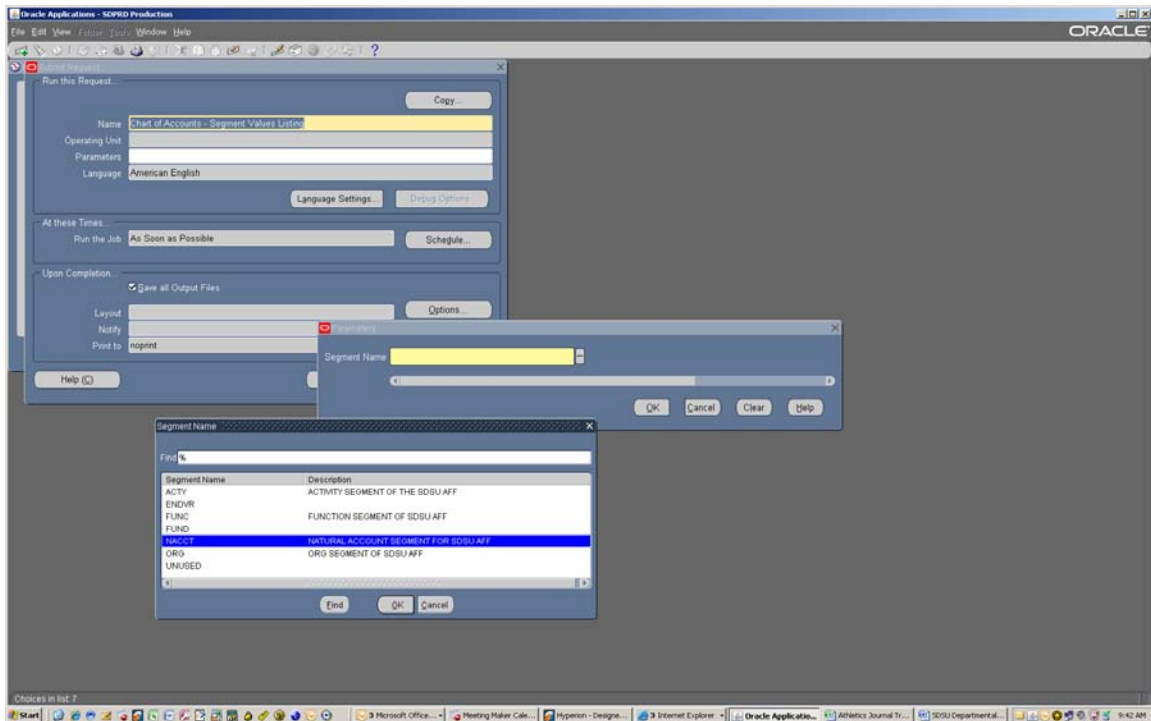 Oracle Applications - SDPRD Production
File Edit View Folder Tools Window Help
ORACLE
Submit Request
Run this Request...
Copy...
Name Chart of Accounts - Segment Values Listing
Operating Unit
Parameters
Language American English
Language Settings... Debug Options
At these Times...
Run the Job As Soon as Possible Schedule...
Upon Completion...
Save all Output Files
Layout Options...
Notify
Print to noprint
Help (C)
Parameters
Segment Name
OK Cancel Clear Help
Segment Name
Find %
Segment Name Description
ACTY ACTIVITY SEGMENT OF THE SDSU AFF
ENDVR
FUNC FUNCTION SEGMENT OF SDSU AFF
FUND
NACCT NATURAL ACCOUNT SEGMENT FOR SDSU AFF
ORG ORG SEGMENT OF SDSU AFF
UNUSED
Find OK Cancel
Choices in list: 7
Start 3 Microsoft Office... Meeting Maker Cale... Hyperion - Designe... 3 Internet Explorer Oracle Applicatio... Athletics Journal Tr... SDSU Departmental... 9:42 AM